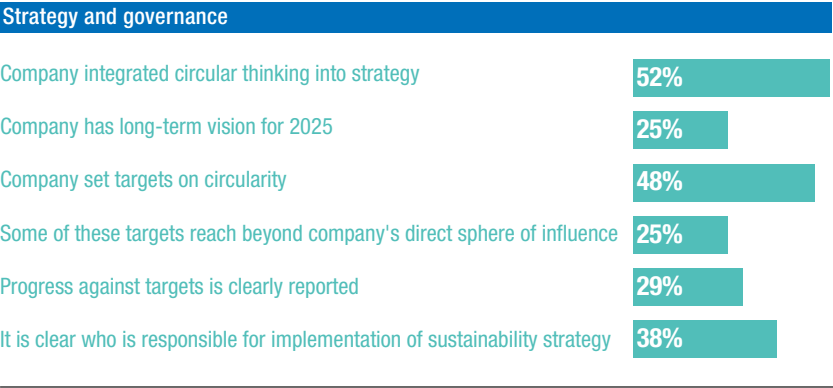 Strategy and governance
Company integrated circular thinking into strategy 52%
Company has long-term vision for 2025 25%
Company set targets on circularity 48%
Some of these targets reach beyond company's direct sphere of influence 25%
Progress against targets is clearly reported 29%
It is clear who is responsible for implementation of sustainability strategy 38%